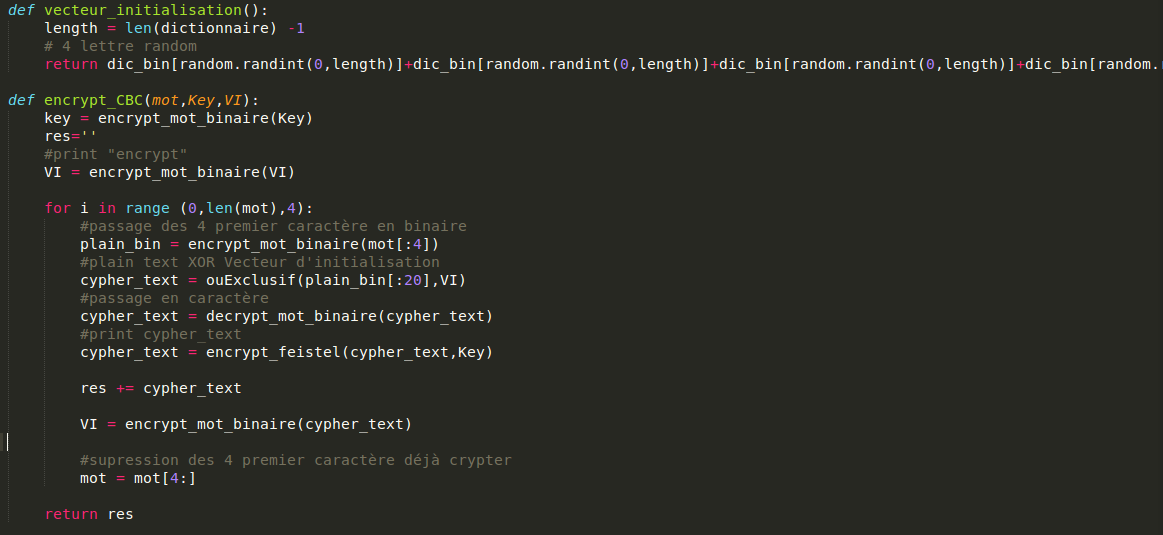 def vecteur_initialisation():
    length = len(dictionnaire) -1
    # 4 lettre random
    return dic_bin[random.randint(0,length)]+dic_bin[random.randint(0,length)]+dic_bin[random.randint(0,length)]+dic_bin[random.
def encrypt_CBC(mot,Key,VI):
    key = encrypt_mot_binaire(Key)
    res=''
    #print "encrypt"
    VI = encrypt_mot_binaire(VI)
    for i in range (0,len(mot),4):
        #passage des 4 premier caractère en binaire
        plain_bin = encrypt_mot_binaire(mot[:4])
        #plain text XOR Vecteur d'initialisation
        cypher_text = ouExclusif(plain_bin[:20],VI)
        #passage en caractère
        cypher_text = decrypt_mot_binaire(cypher_text)
        #print cypher_text
        cypher_text = encrypt_feistel(cypher_text,Key)
        res += cypher_text
        VI = encrypt_mot_binaire(cypher_text)
        #supression des 4 premier caractère déjà crypter
        mot = mot[4:]
    return res